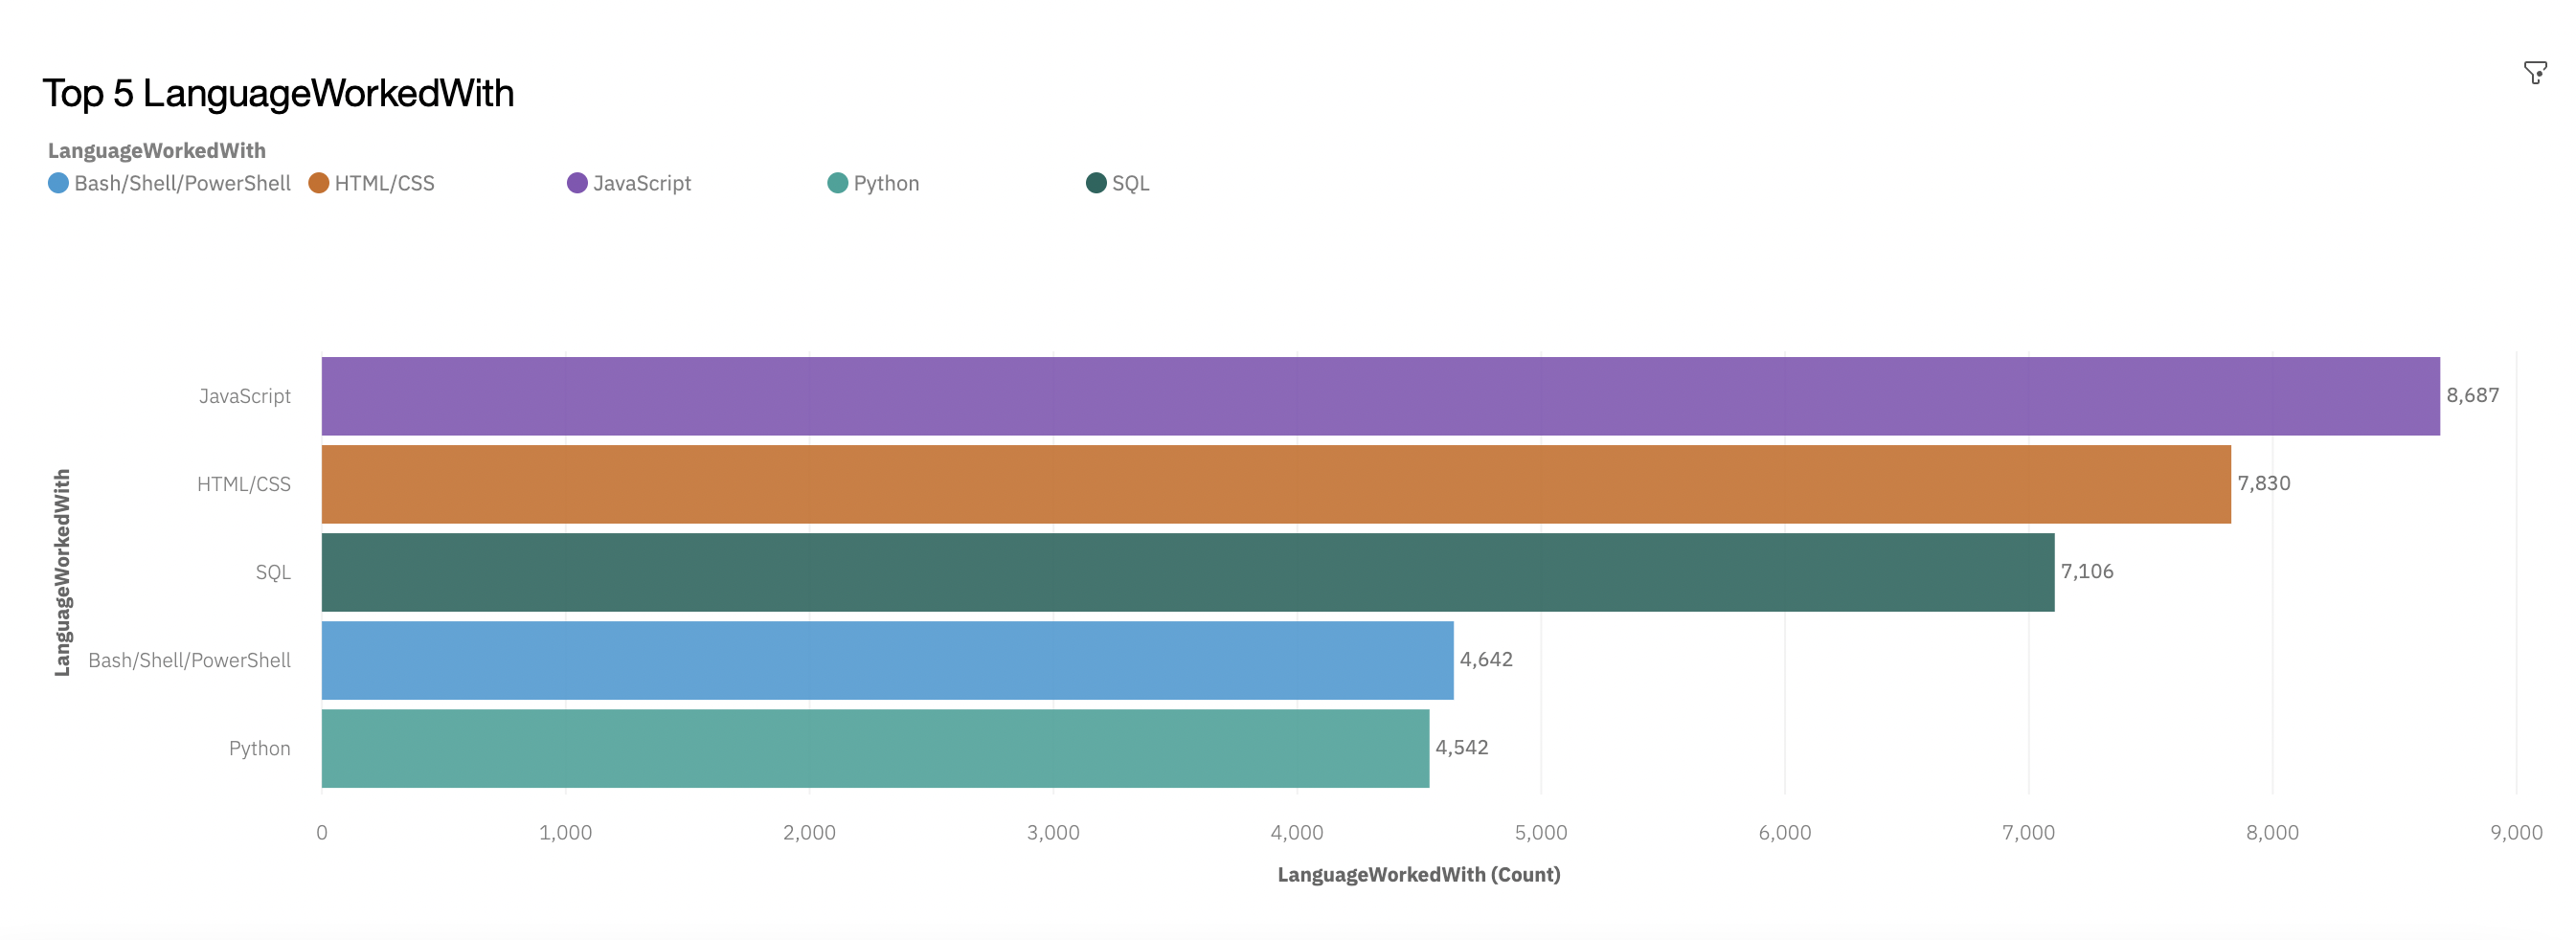 Top 5 LanguageWorkedWith
LanguageWorkedWith
Bash/Shell/PowerShell HTML/CSS JavaScript Python SQL
LanguageWorkedWith
JavaScript 8,687
HTML/CSS 7,830
SQL 7,106
Bash/Shell/PowerShell 4,642
Python 4,542
0 1,000 2,000 3,000 4,000 5,000 6,000 7,000 8,000 9,000
LanguageWorkedWith (Count)